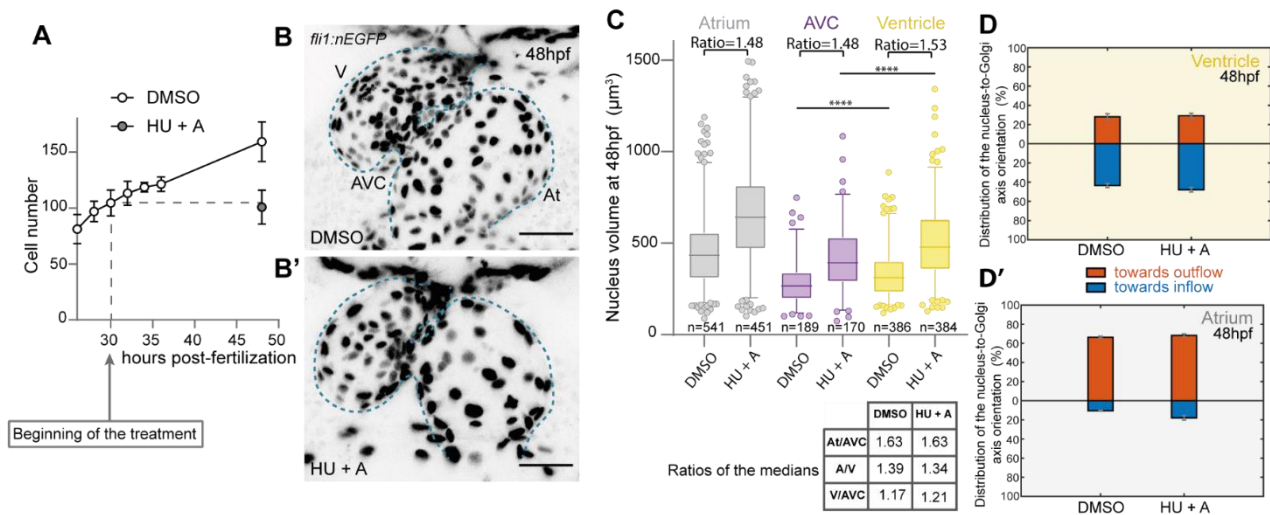 A
DMSO
HU + A
Cell number
150
100
50
0
30
40
50
hours post-fertilization
Beginning of the treatment
B
fli1:nEGFP
48hpf
V
AVC
At
DMSO
B'
HU + A
C
Atrium
AVC
Ventricle
Ratio=1.48
Ratio=1.48
Ratio=1.53
****
****
Nucleus volume at 48hpf (µm³)
1500
1000
500
0
n=541
n=451
n=189
n=170
n=386
n=384
DMSO
HU + A
DMSO
HU + A
DMSO
HU + A
Ratios of the medians
DMSO HU + A
At/AVC 1.63 1.63
A/V 1.39 1.34
V/AVC 1.17 1.21
D
Ventricle
48hpf
Distribution of the nucleus-to-Golgi
axis orientation (%)
100
80
60
40
20
0
20
40
60
80
100
DMSO
HU + A
towards outflow
towards inflow
D'
Atrium
48hpf
Distribution of the nucleus-to-Golgi
axis orientation (%)
100
80
60
40
20
0
20
40
60
80
100
DMSO
HU + A